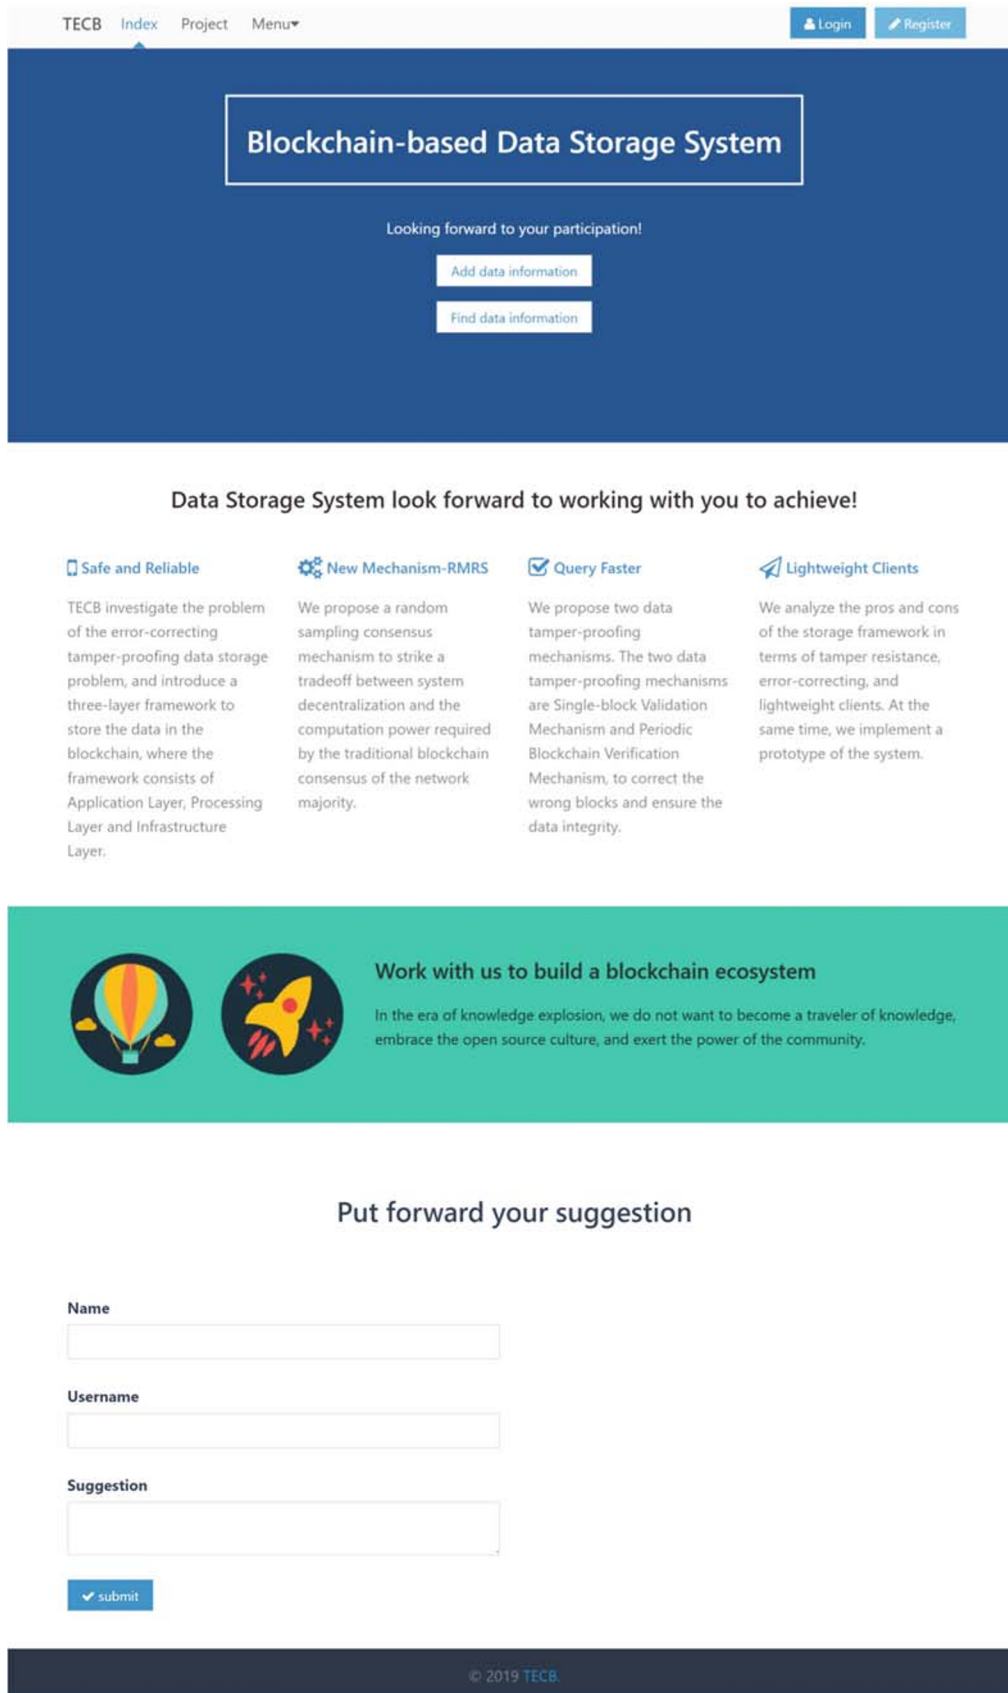 TECB Index Project Menu Login Register
Blockchain-based Data Storage System
Looking forward to your participation!
Add data information
Find data information
Data Storage System look forward to working with you to achieve!
Safe and Reliable
TECB investigate the problem
of the error-correcting
tamper-proofing data storage
problem, and introduce a
three-layer framework to
store the data in the
blockchain, where the
framework consists of
Application Layer, Processing
Layer and Infrastructure
Layer.
New Mechanism-RMRS
We propose a random
sampling consensus
mechanism to strike a
tradeoff between system
decentralization and the
computation power required
by the traditional blockchain
consensus of the network
majority.
Query Faster
We propose two data
tamper-proofing
mechanisms. The two data
tamper-proofing mechanisms
are Single-block Validation
Mechanism and Periodic
Blockchain Verification
Mechanism, to correct the
wrong blocks and ensure the
data integrity.
Lightweight Clients
We analyze the pros and cons
of the storage framework in
terms of tamper resistance,
error-correcting, and
lightweight clients. At the
same time, we implement a
prototype of the system.
Work with us to build a blockchain ecosystem
In the era of knowledge explosion, we do not want to become a traveler of knowledge,
embrace the open source culture, and exert the power of the community.
Put forward your suggestion
Name
Username
Suggestion
submit
© 2019 TECB.